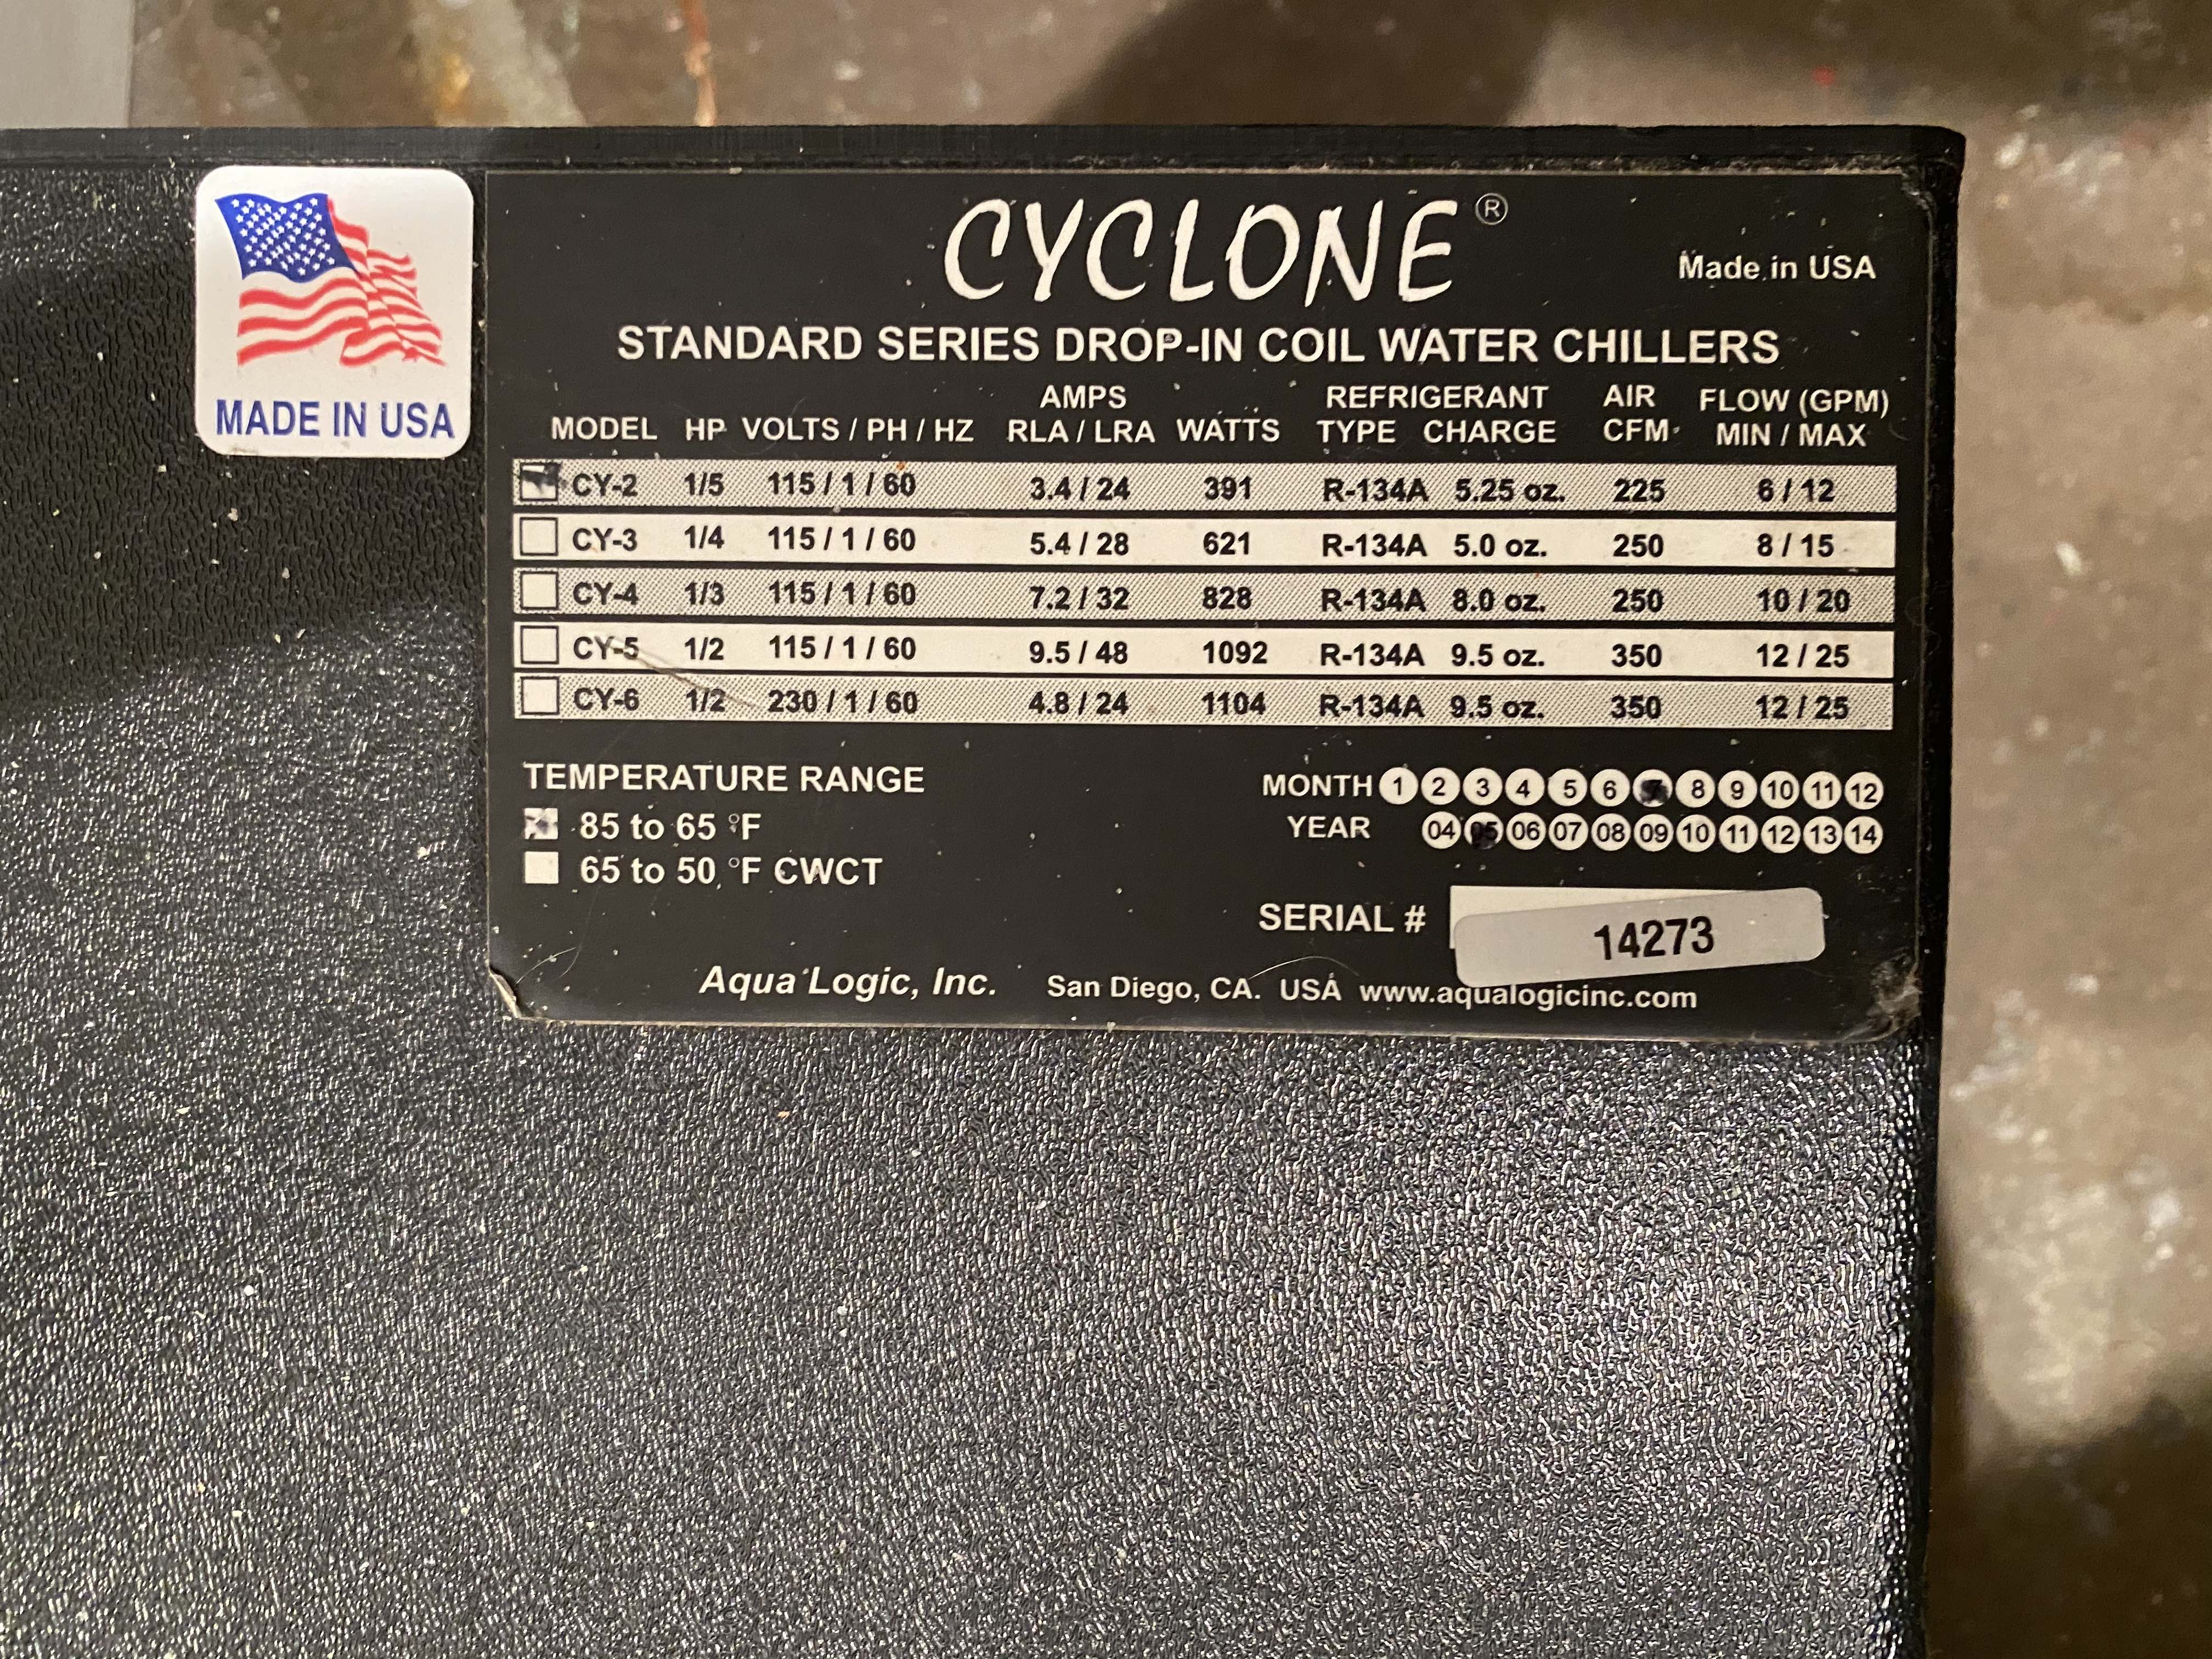 MADE IN USA
CYCLONE®
Made in USA
STANDARD SERIES DROP-IN COIL WATER CHILLERS
MODEL HP VOLTS / PH / HZ AMPS RLA / LRA WATTS REFRIGERANT TYPE CHARGE AIR CFM FLOW (GPM) MIN / MAX
CY-2 1/5 115 / 1 / 60 3.4 / 24 391 R-134A 5.25 oz. 225 6 / 12
CY-3 1/4 115 / 1 / 60 5.4 / 28 621 R-134A 5.0 oz. 250 8 / 15
CY-4 1/3 115 / 1 / 60 7.2 / 32 828 R-134A 8.0 oz. 250 10 / 20
CY-5 1/2 115 / 1 / 60 9.5 / 48 1092 R-134A 9.5 oz. 350 12 / 25
CY-6 1/2 230 / 1 / 60 4.8 / 24 1104 R-134A 9.5 oz. 350 12 / 25
TEMPERATURE RANGE
85 to 65 °F
65 to 50 °F CWCT
MONTH 1 2 3 4 5 6 8 9 10 11 12
YEAR 04 05 06 07 08 09 10 11 12 13 14
SERIAL # 14273
Aqua Logic, Inc. San Diego, CA. USA www.aqualogicinc.com